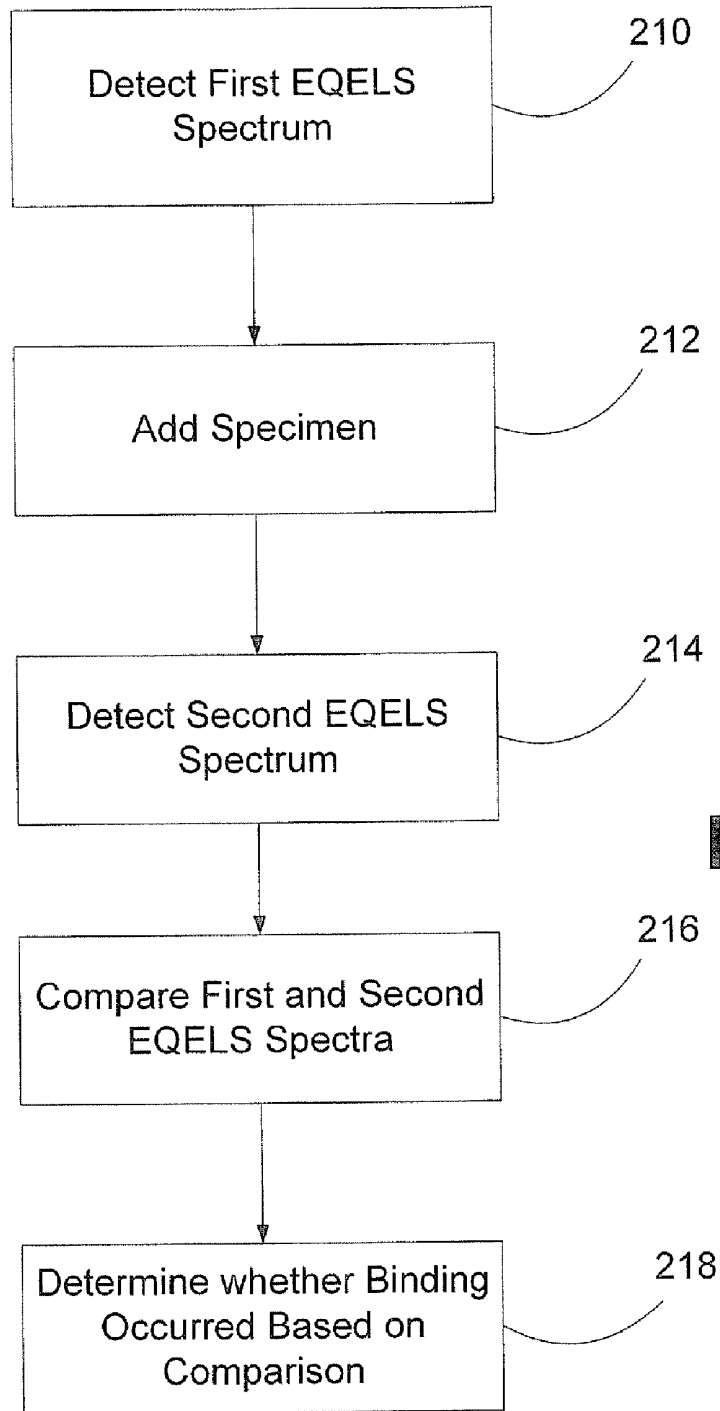 210
Detect First EQELS
Spectrum
212
Add Specimen
214
Detect Second EQELS
Spectrum
216
Compare First and Second
EQELS Spectra
218
Determine whether Binding
Occurred Based on
Comparison